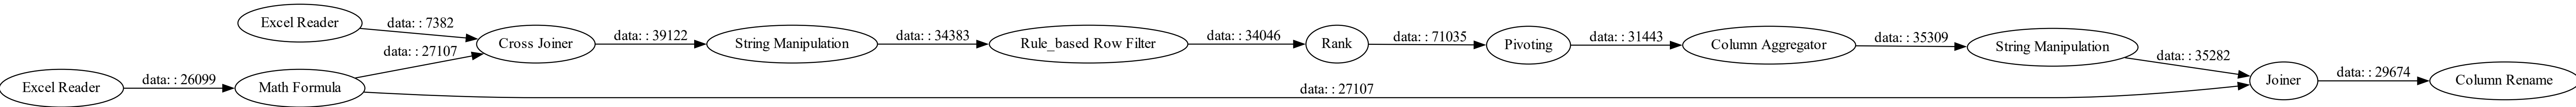 Excel Reader
data: : 7382
Cross Joiner
data: : 39122
String Manipulation
data: : 34383
Rule_based Row Filter
data: : 34046
Rank
data: : 71035
Pivoting
data: : 31443
Column Aggregator
data: : 35309
String Manipulation
data: : 35282
Joiner
data: : 29674
Column Rename
Excel Reader
data: : 26099
Math Formula
data: : 27107
data: : 27107